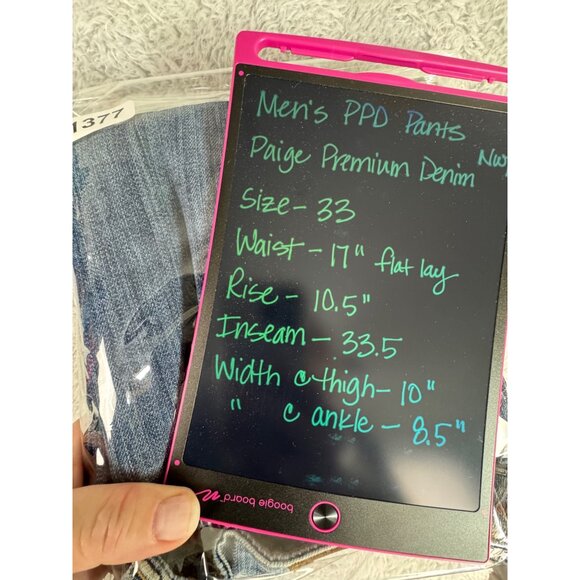 1377
Men's PPD Pants
Paige Premium Denim
Size - 33
Waist - 17" flat lay
Rise - 10.5"
Inseam - 33.5
Width @ thigh - 10"
" @ ankle - 8.5"
boogie board